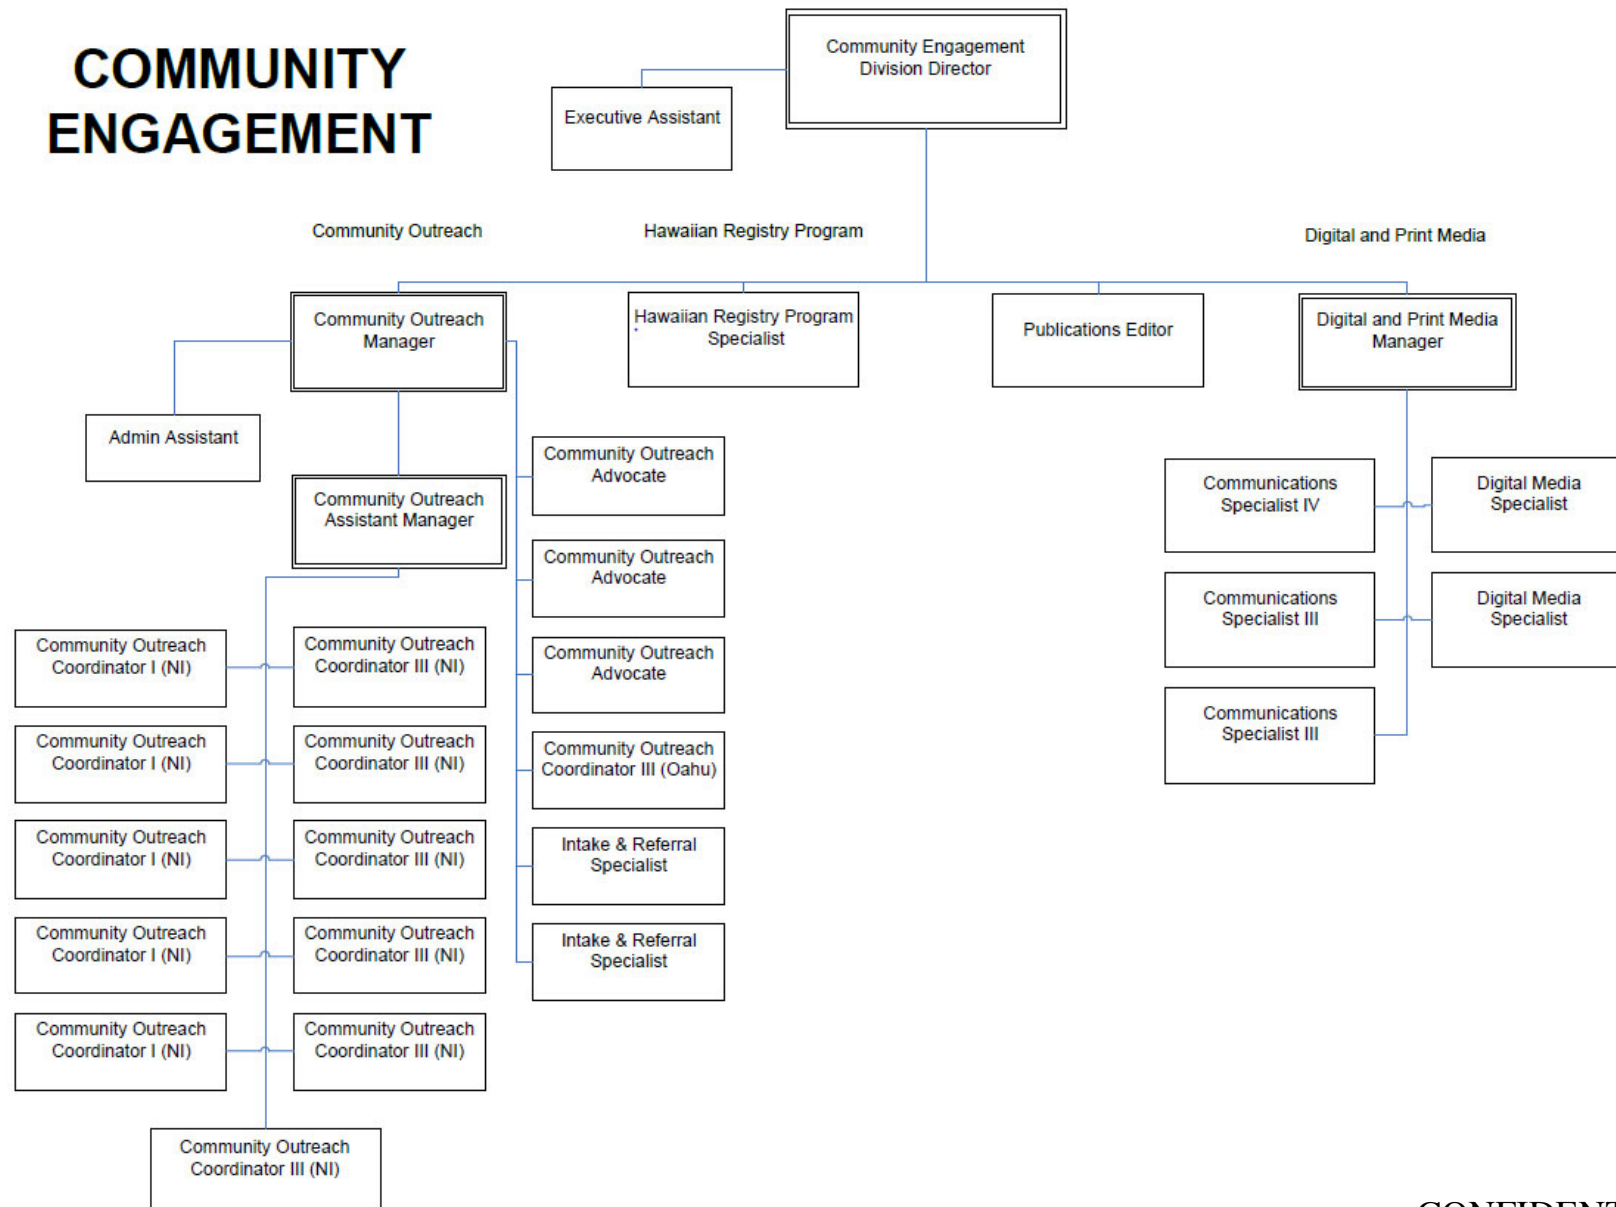 COMMUNITY
ENGAGEMENT
Community Engagement
Division Director
Executive Assistant
Community Outreach
Hawaiian Registry Program
Digital and Print Media
Community Outreach
Manager
Hawaiian Registry Program
Specialist
Publications Editor
Digital and Print Media
Manager
Admin Assistant
Community Outreach
Assistant Manager
Community Outreach
Advocate
Community Outreach
Advocate
Community Outreach
Advocate
Community Outreach
Coordinator III (Oahu)
Intake & Referral
Specialist
Intake & Referral
Specialist
Communications
Specialist IV
Digital Media
Specialist
Communications
Specialist III
Digital Media
Specialist
Communications
Specialist III
Community Outreach
Coordinator I (NI)
Community Outreach
Coordinator III (NI)
Community Outreach
Coordinator I (NI)
Community Outreach
Coordinator III (NI)
Community Outreach
Coordinator I (NI)
Community Outreach
Coordinator III (NI)
Community Outreach
Coordinator I (NI)
Community Outreach
Coordinator III (NI)
Community Outreach
Coordinator I (NI)
Community Outreach
Coordinator III (NI)
Community Outreach
Coordinator III (NI)